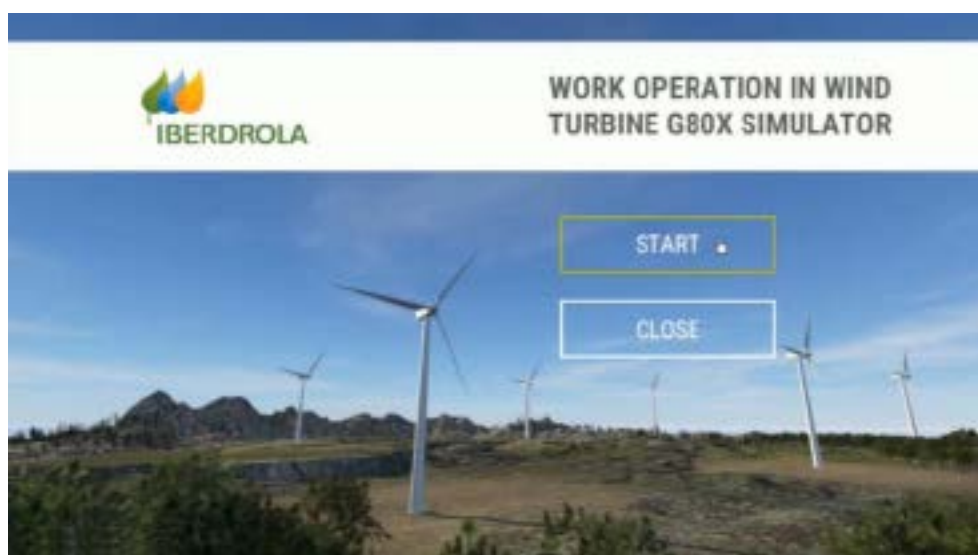 IBERDROLA
WORK OPERATION IN WIND
TURBINE G80X SIMULATOR
START
CLOSE